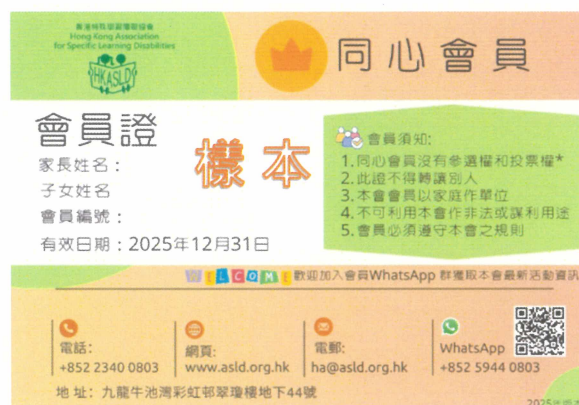 香港特殊學習障礙協會
Hong Kong Association
for Specific Learning Disabilities
HKASLD
同心會員
會員證
樣本
家長姓名：
子女姓名
會員編號：
有效日期：2025年12月31日
會員須知:
1.同心會員沒有參選權和投票權*
2.此證不得轉讓別人
3.本會會員以家庭作單位
4.不可利用本會作非法或謀利用途
5.會員必須遵守本會之規則
WELCOME 歡迎加入會員WhatsApp 群獲取本會最新活動資訊
電話:
+852 2340 0803
網頁:
www.asld.org.hk
電郵:
ha@asld.org.hk
WhatsApp
+852 5944 0803
地址：九龍牛池灣彩虹邨翠瓊樓地下44號